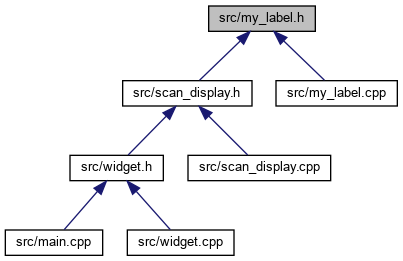 src/my_label.h
src/scan_display.h
src/my_label.cpp
src/widget.h
src/scan_display.cpp
src/main.cpp
src/widget.cpp